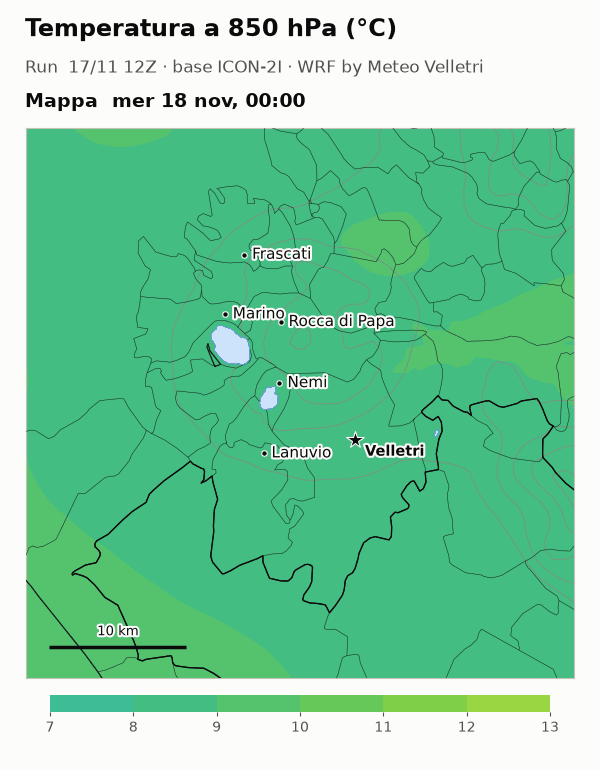 Temperatura a 850 hPa (°C)
Run  17/11 12Z · base ICON-2I · WRF by Meteo Velletri
Mappa  mer 18 nov, 00:00
Frascati
Marino
Rocca di Papa
Nemi
Velletri
Lanuvio
10 km
7 8 9 10 11 12 13